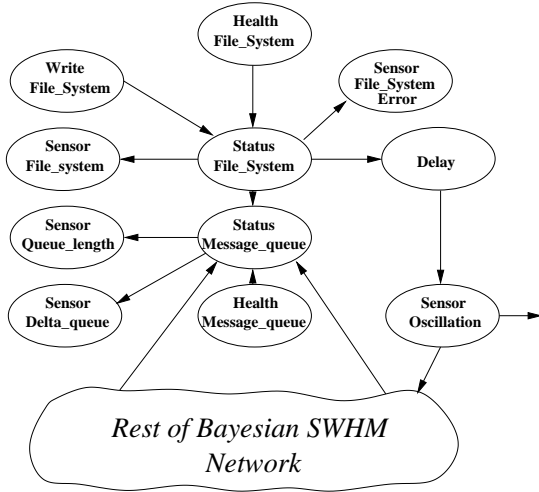 Health
File_System
Write
File_System
Sensor
File_System
Error
Sensor
File_system
Status
File_System
Delay
Sensor
Queue_length
Status
Message_queue
Sensor
Delta_queue
Health
Message_queue
Sensor
Oscillation
Rest of Bayesian SWHM
Network